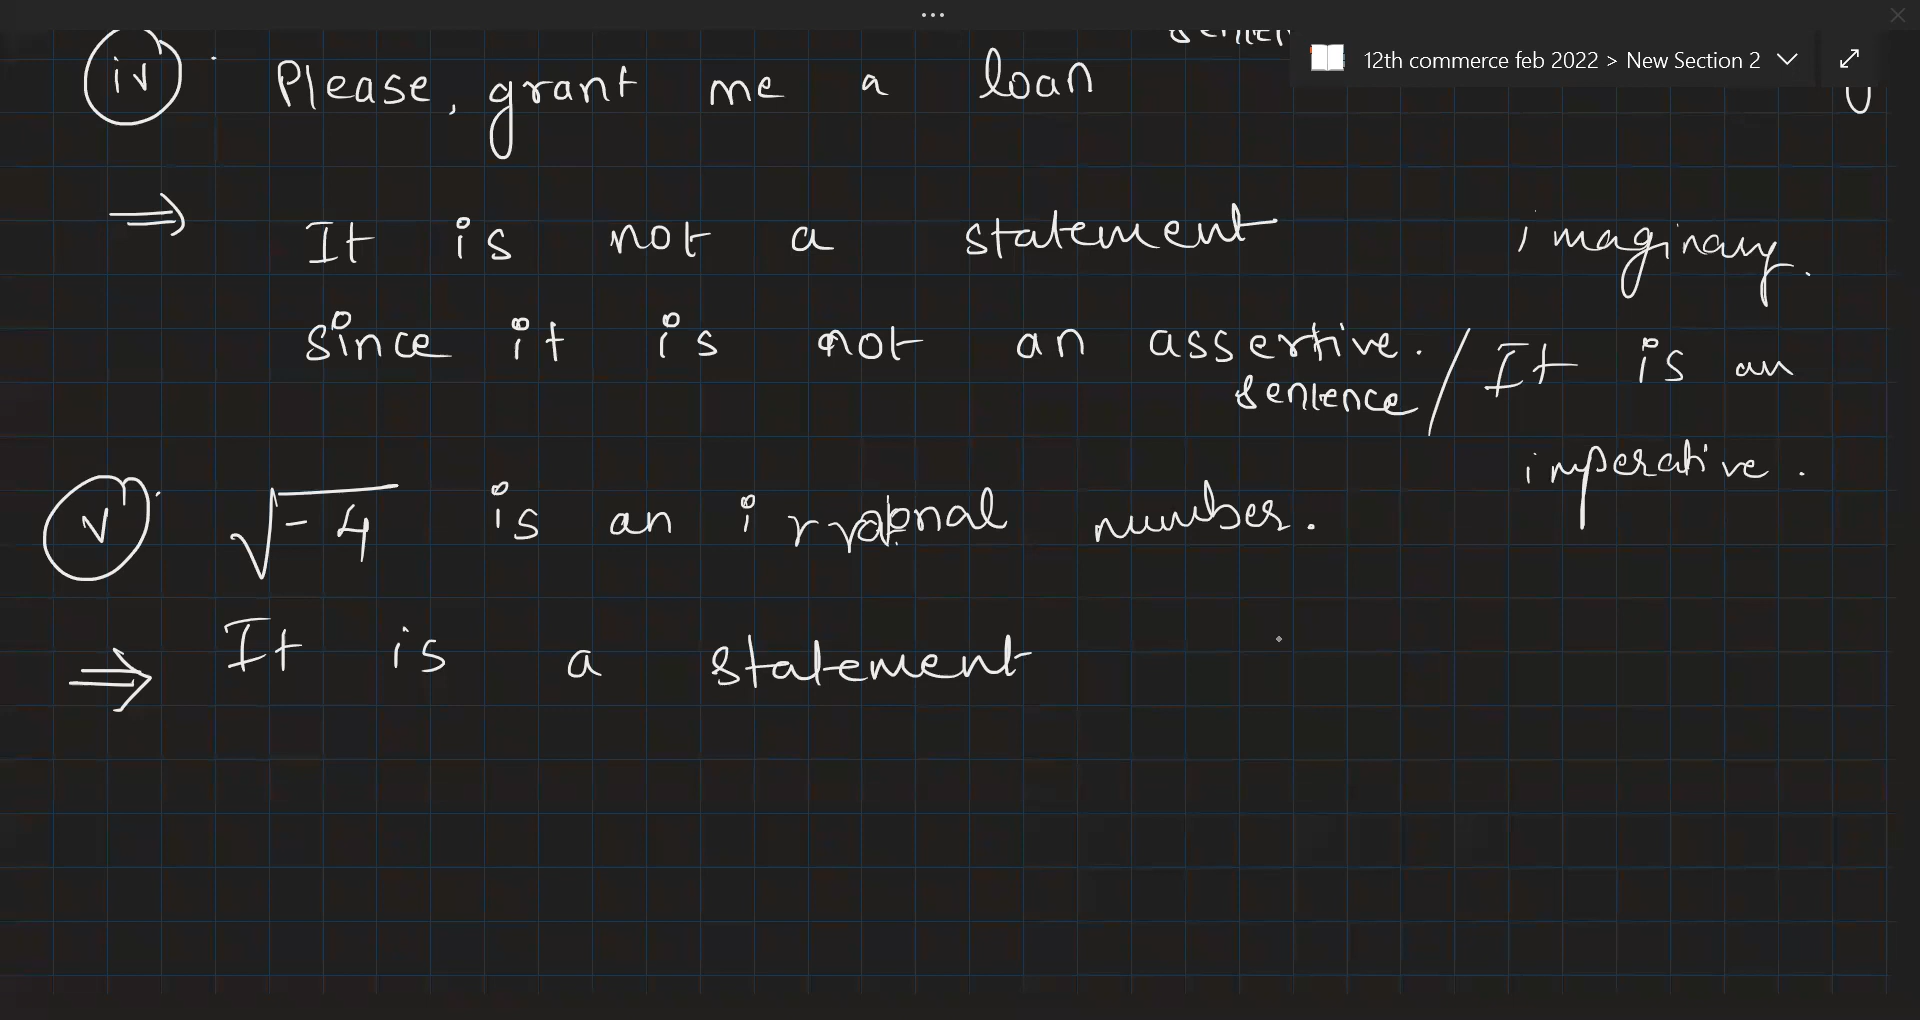 12th commerce feb 2022 > New Section 2
iv Please, grant me a loan
⇒ It is not a statement
imaginary.
since it is not an assertive.
sentence / It is an
imperative.
v √-4 is an irrational number.
⇒ It is a statement